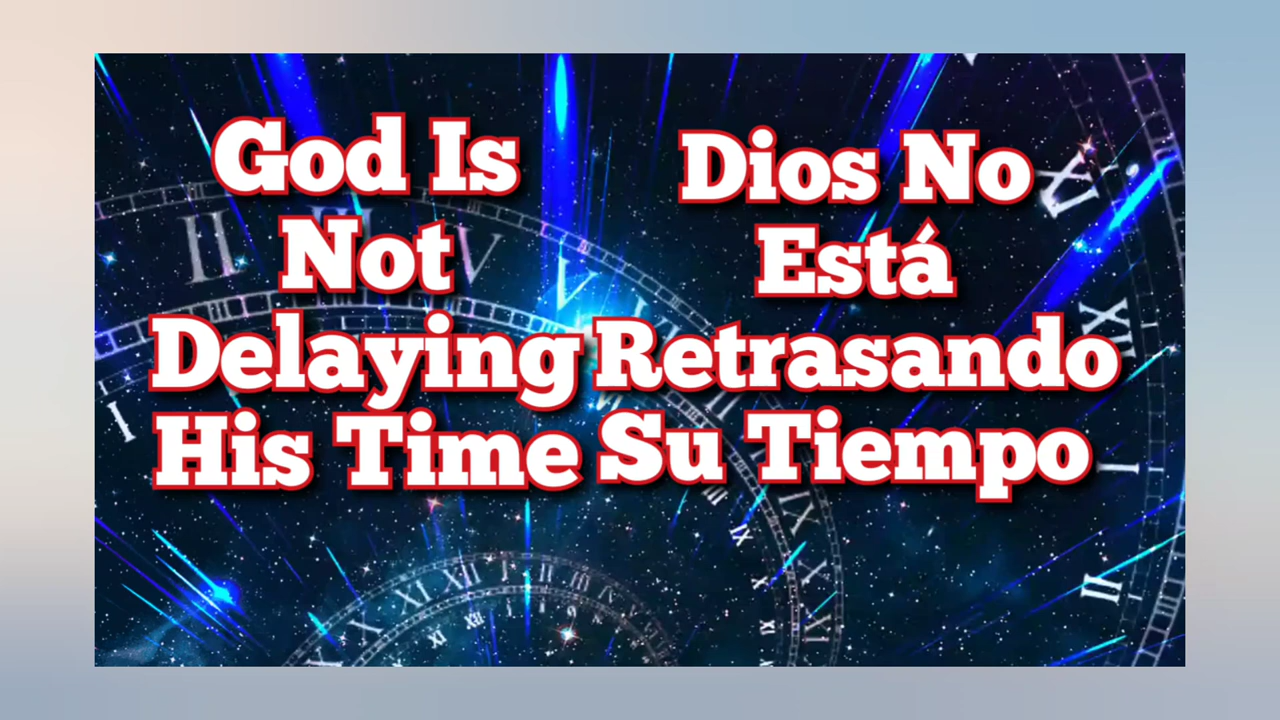 God Is
Not
Delaying
His Time
Dios No
Está
Retrasando
Su Tiempo